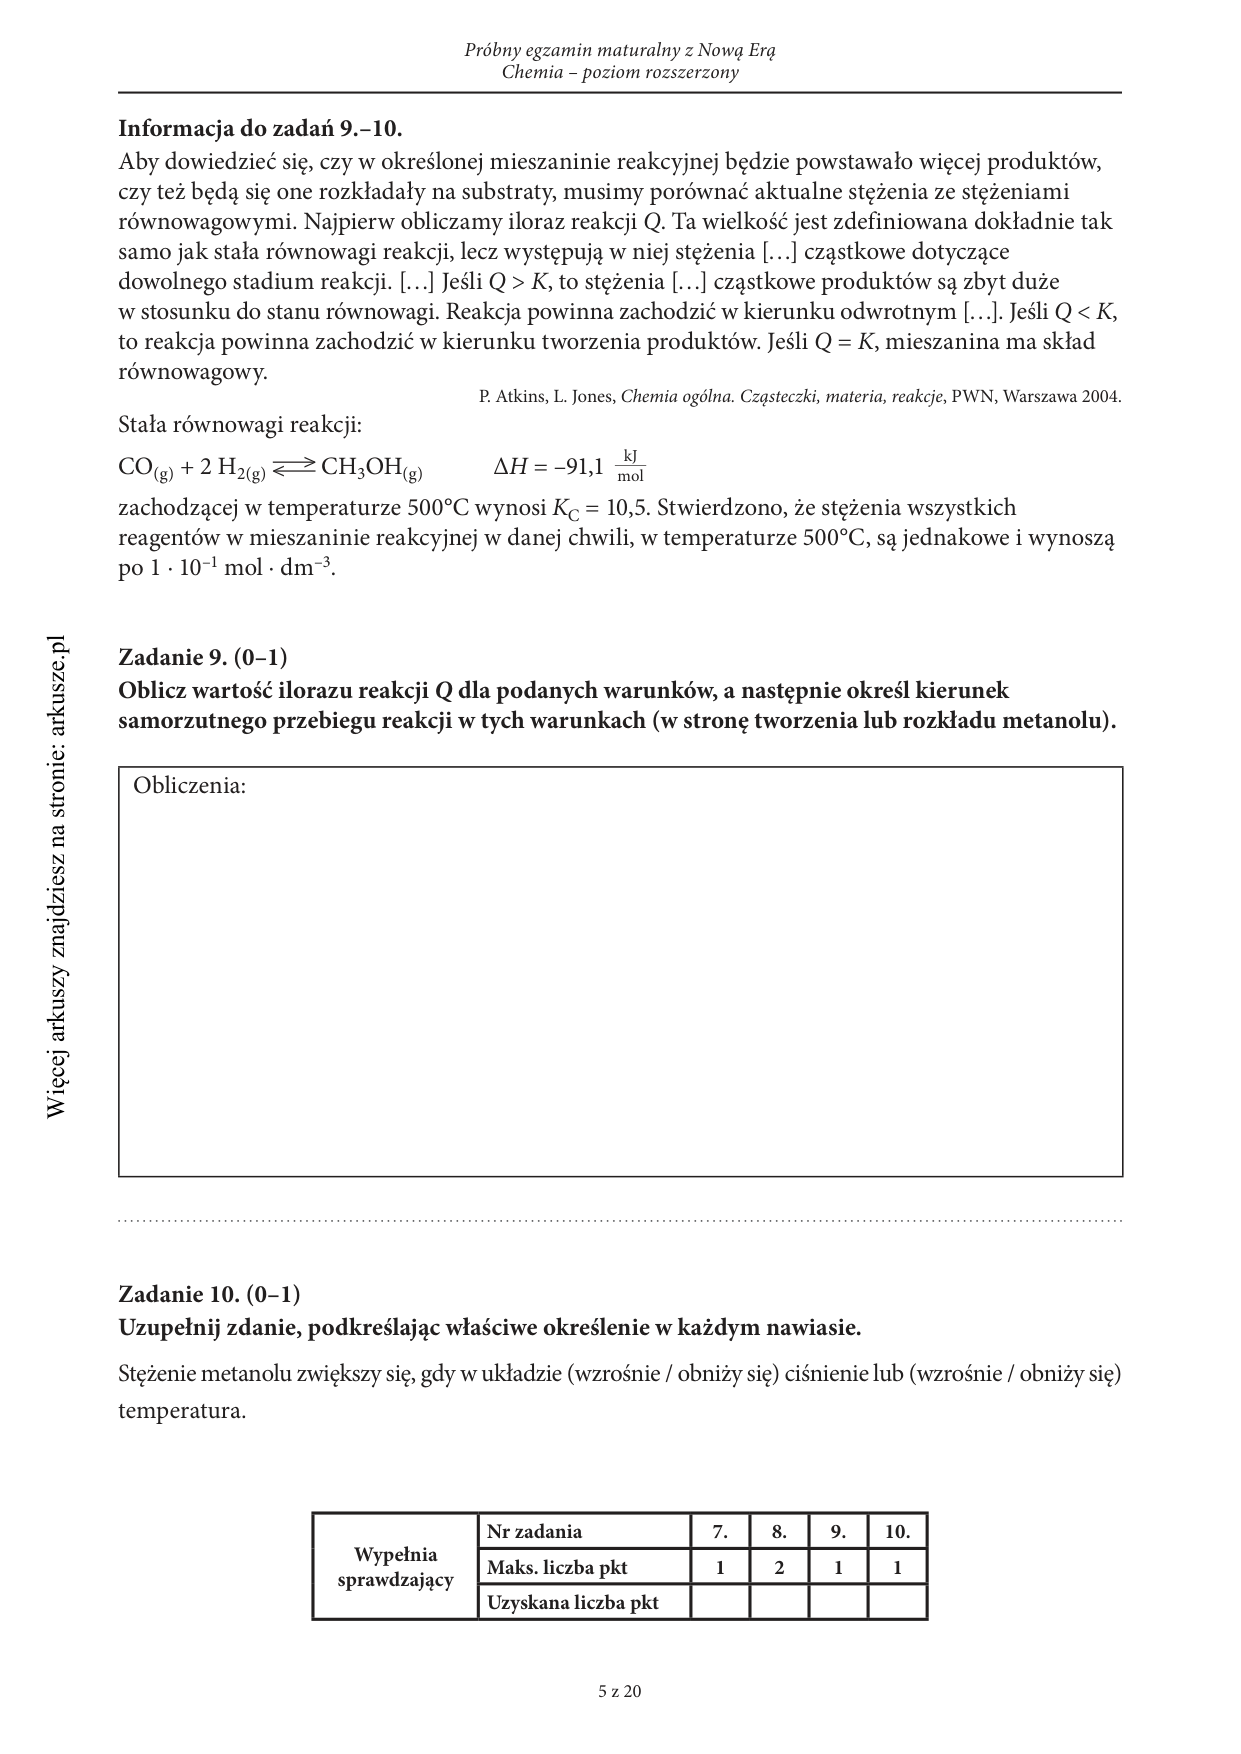 Próbny egzamin maturalny z Nową Erą
Chemia – poziom rozszerzony
Informacja do zadań 9.–10.
Aby dowiedzieć się, czy w określonej mieszaninie reakcyjnej będzie powstawało więcej produktów,
czy też będą się one rozkładały na substraty, musimy porównać aktualne stężenia ze stężeniami
równowagowymi. Najpierw obliczamy iloraz reakcji Q. Ta wielkość jest zdefiniowana dokładnie tak
samo jak stała równowagi reakcji, lecz występują w niej stężenia […] cząstkowe dotyczące
dowolnego stadium reakcji. […] Jeśli Q > K, to stężenia […] cząstkowe produktów są zbyt duże
w stosunku do stanu równowagi. Reakcja powinna zachodzić w kierunku odwrotnym […]. Jeśli Q < K,
to reakcja powinna zachodzić w kierunku tworzenia produktów. Jeśli Q = K, mieszanina ma skład
równowagowy.
P. Atkins, L. Jones, Chemia ogólna. Cząsteczki, materia, reakcje, PWN, Warszawa 2004.
Stała równowagi reakcji:
CO(g) + 2 H2(g) ⇌ CH3OH(g) ΔH = –91,1 kJ/mol
zachodzącej w temperaturze 500°C wynosi KC = 10,5. Stwierdzono, że stężenia wszystkich
reagentów w mieszaninie reakcyjnej w danej chwili, w temperaturze 500°C, są jednakowe i wynoszą
po 1 · 10⁻¹ mol · dm⁻³.
Zadanie 9. (0–1)
Oblicz wartość ilorazu reakcji Q dla podanych warunków, a następnie określ kierunek
samorzutnego przebiegu reakcji w tych warunkach (w stronę tworzenia lub rozkładu metanolu).
Obliczenia:
Zadanie 10. (0–1)
Uzupełnij zdanie, podkreślając właściwe określenie w każdym nawiasie.
Stężenie metanolu zwiększy się, gdy w układzie (wzrośnie / obniży się) ciśnienie lub (wzrośnie / obniży się)
temperatura.
Wypełnia
sprawdzający
Nr zadania 7. 8. 9. 10.
Maks. liczba pkt 1 2 1 1
Uzyskana liczba pkt
5 z 20
Więcej arkuszy znajdziesz na stronie: arkusze.pl